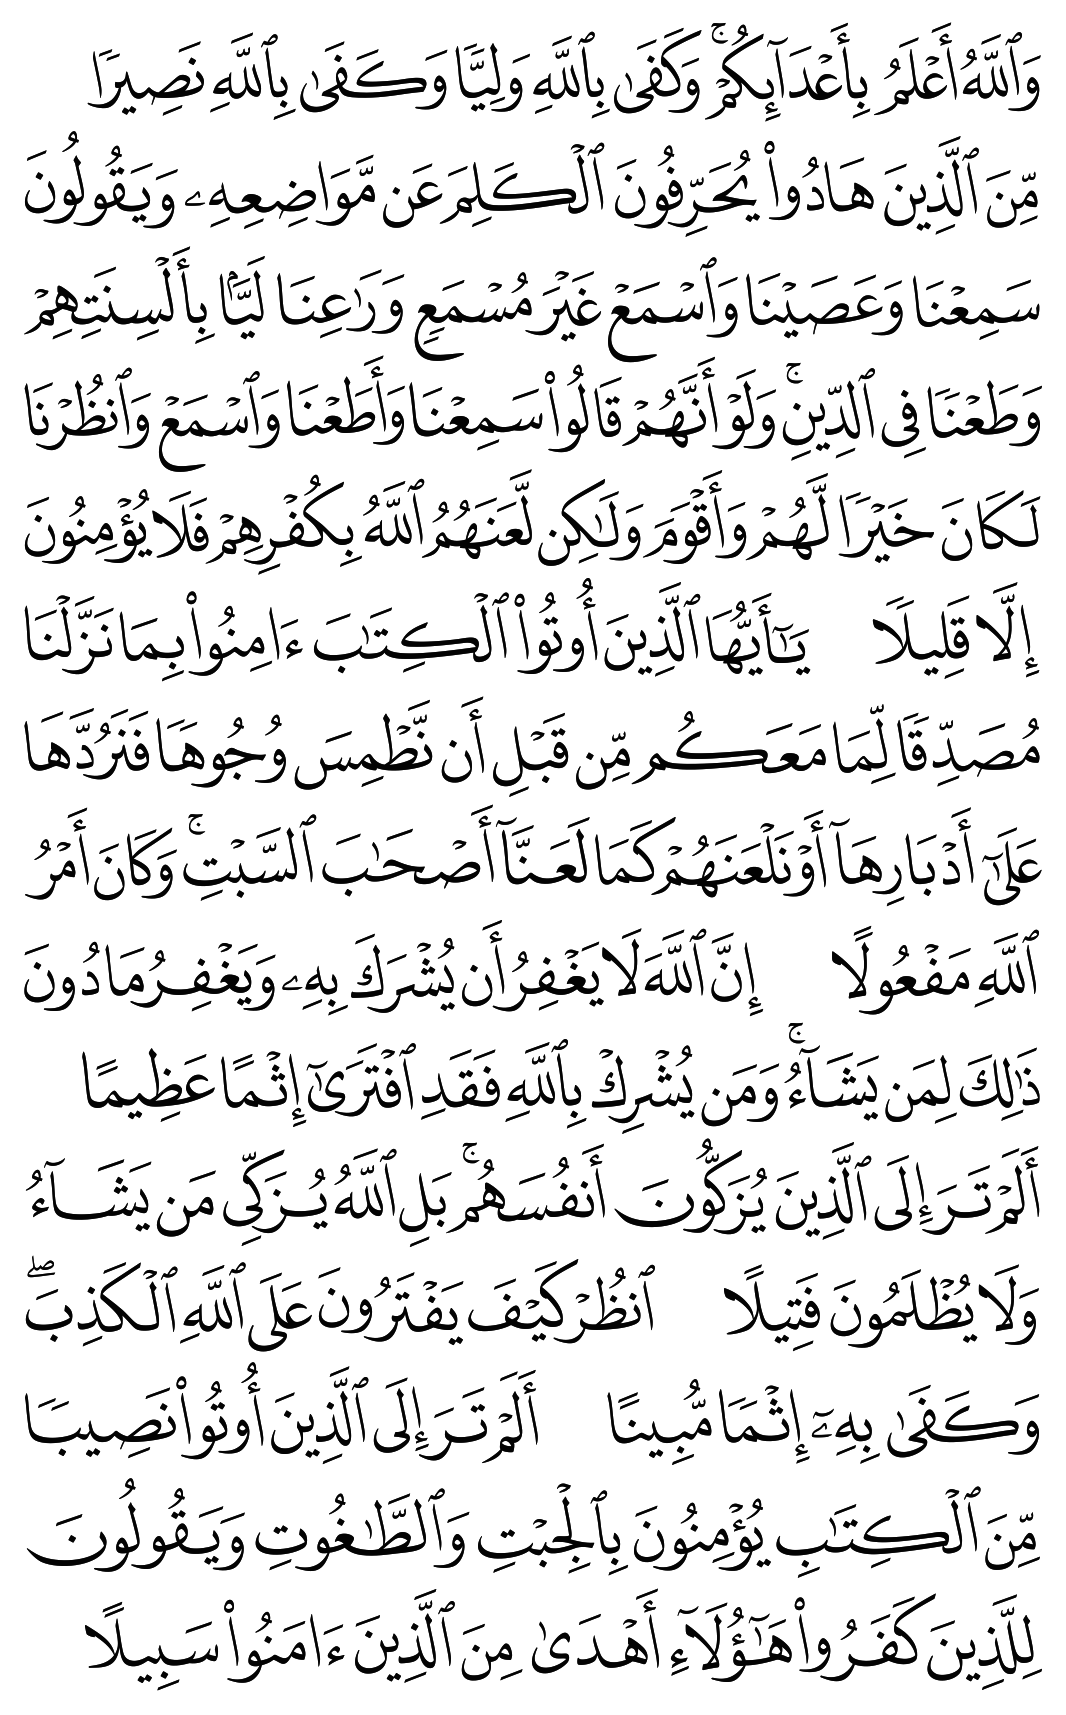 وَٱللَّهُ أَعۡلَمُ بِأَعۡدَآئِكُمۡۚ وَكَفَىٰ بِٱللَّهِ وَلِيّٗا وَكَفَىٰ بِٱللَّهِ نَصِيرٗا
مِّنَ ٱلَّذِينَ هَادُواْ يُحَرِّفُونَ ٱلۡكَلِمَ عَن مَّوَاضِعِهِۦ وَيَقُولُونَ
سَمِعۡنَا وَعَصَيۡنَا وَٱسۡمَعۡ غَيۡرَ مُسۡمَعٖ وَرَٰعِنَا لَيَّۢا بِأَلۡسِنَتِهِمۡ
وَطَعۡنٗا فِي ٱلدِّينِۚ وَلَوۡ أَنَّهُمۡ قَالُواْ سَمِعۡنَا وَأَطَعۡنَا وَٱسۡمَعۡ وَٱنظُرۡنَا
لَكَانَ خَيۡرٗا لَّهُمۡ وَأَقۡوَمَ وَلَٰكِن لَّعَنَهُمُ ٱللَّهُ بِكُفۡرِهِمۡ فَلَا يُؤۡمِنُونَ
إِلَّا قَلِيلٗا يَٰٓأَيُّهَا ٱلَّذِينَ أُوتُواْ ٱلۡكِتَٰبَ ءَامِنُواْ بِمَا نَزَّلۡنَا
مُصَدِّقٗا لِّمَا مَعَكُم مِّن قَبۡلِ أَن نَّطۡمِسَ وُجُوهٗا فَنَرُدَّهَا
عَلَىٰٓ أَدۡبَارِهَآ أَوۡ نَلۡعَنَهُمۡ كَمَا لَعَنَّآ أَصۡحَٰبَ ٱلسَّبۡتِۚ وَكَانَ أَمۡرُ
ٱللَّهِ مَفۡعُولًا إِنَّ ٱللَّهَ لَا يَغۡفِرُ أَن يُشۡرَكَ بِهِۦ وَيَغۡفِرُ مَا دُونَ
ذَٰلِكَ لِمَن يَشَآءُۚ وَمَن يُشۡرِكۡ بِٱللَّهِ فَقَدِ ٱفۡتَرَىٰٓ إِثۡمًا عَظِيمًا
أَلَمۡ تَرَ إِلَى ٱلَّذِينَ يُزَكُّونَ أَنفُسَهُمۚ بَلِ ٱللَّهُ يُزَكِّي مَن يَشَآءُ
وَلَا يُظۡلَمُونَ فَتِيلًا ٱنظُرۡ كَيۡفَ يَفۡتَرُونَ عَلَى ٱللَّهِ ٱلۡكَذِبَۖ
وَكَفَىٰ بِهِۦٓ إِثۡمٗا مُّبِينًا أَلَمۡ تَرَ إِلَى ٱلَّذِينَ أُوتُواْ نَصِيبٗا
مِّنَ ٱلۡكِتَٰبِ يُؤۡمِنُونَ بِٱلۡجِبۡتِ وَٱلطَّٰغُوتِ وَيَقُولُونَ
لِلَّذِينَ كَفَرُواْ هَٰٓؤُلَآءِ أَهۡدَىٰ مِنَ ٱلَّذِينَ ءَامَنُواْ سَبِيلًا